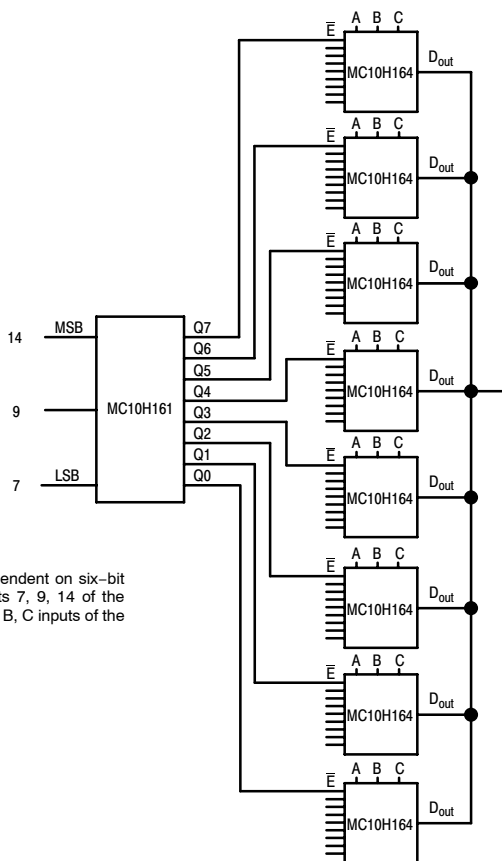 E A B C
MC10H164 Dout
E A B C
MC10H164 Dout
E A B C
MC10H164 Dout
14 MSB Q7
Q6
Q5
E A B C
MC10H164 Dout
9 MC10H161 Q4
Q3
Q2
Q1
7 LSB Q0
E A B C
MC10H164 Dout
endent on six–bit
ts 7, 9, 14 of the
B, C inputs of the
E A B C
MC10H164 Dout
E A B C
MC10H164 Dout
E A B C
MC10H164 Dout